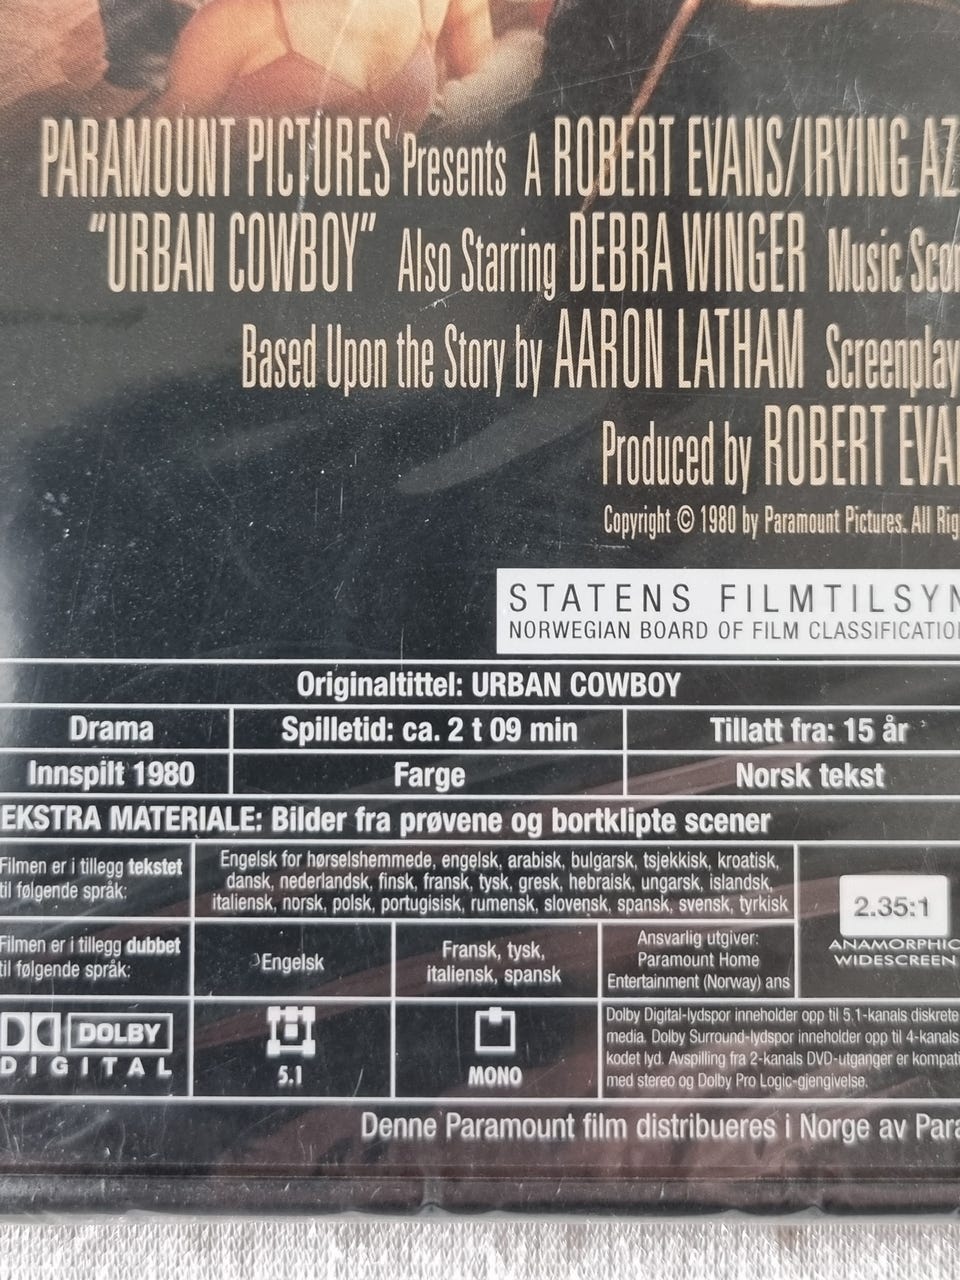 PARAMOUNT PICTURES Presents A ROBERT EVANS/IRVING AZ
"URBAN COWBOY" Also Starring DEBRA WINGER Music Scor
Based Upon the Story by AARON LATHAM Screenplay
Produced by ROBERT EVA
Copyright © 1980 by Paramount Pictures. All Rig
STATENS FILMTILSYN
NORWEGIAN BOARD OF FILM CLASSIFICATION
Originaltittel: URBAN COWBOY
Drama Spilletid: ca. 2 t 09 min Tillatt fra: 15 år
Innspilt 1980 Farge Norsk tekst
EKSTRA MATERIALE: Bilder fra prøvene og bortklipte scener
Filmen er i tillegg tekstet
til følgende språk:
Engelsk for hørselshemmede, engelsk, arabisk, bulgarsk, tsjekkisk, kroatisk,
dansk, nederlandsk, finsk, fransk, tysk, gresk, hebraisk, ungarsk, islandsk,
italiensk, norsk, polsk, portugisisk, rumensk, slovensk, spansk, svensk, tyrkisk
2.35:1
ANAMORPHIC
WIDESCREEN
Filmen er i tillegg dubbet
til følgende språk:
Engelsk
Fransk, tysk,
italiensk, spansk
Ansvarlig utgiver:
Paramount Home
Entertainment (Norway) ans
DOLBY
DIGITAL
5.1
MONO
Dolby Digital-lydspor inneholder opp til 5.1-kanals diskrete
media. Dolby Surround-lydspor inneholder opp til 4-kanals
kodet lyd. Avspilling fra 2-kanals DVD-utganger er kompati
med stereo og Dolby Pro Logic-gjengivelse.
Denne Paramount film distribueres i Norge av Para